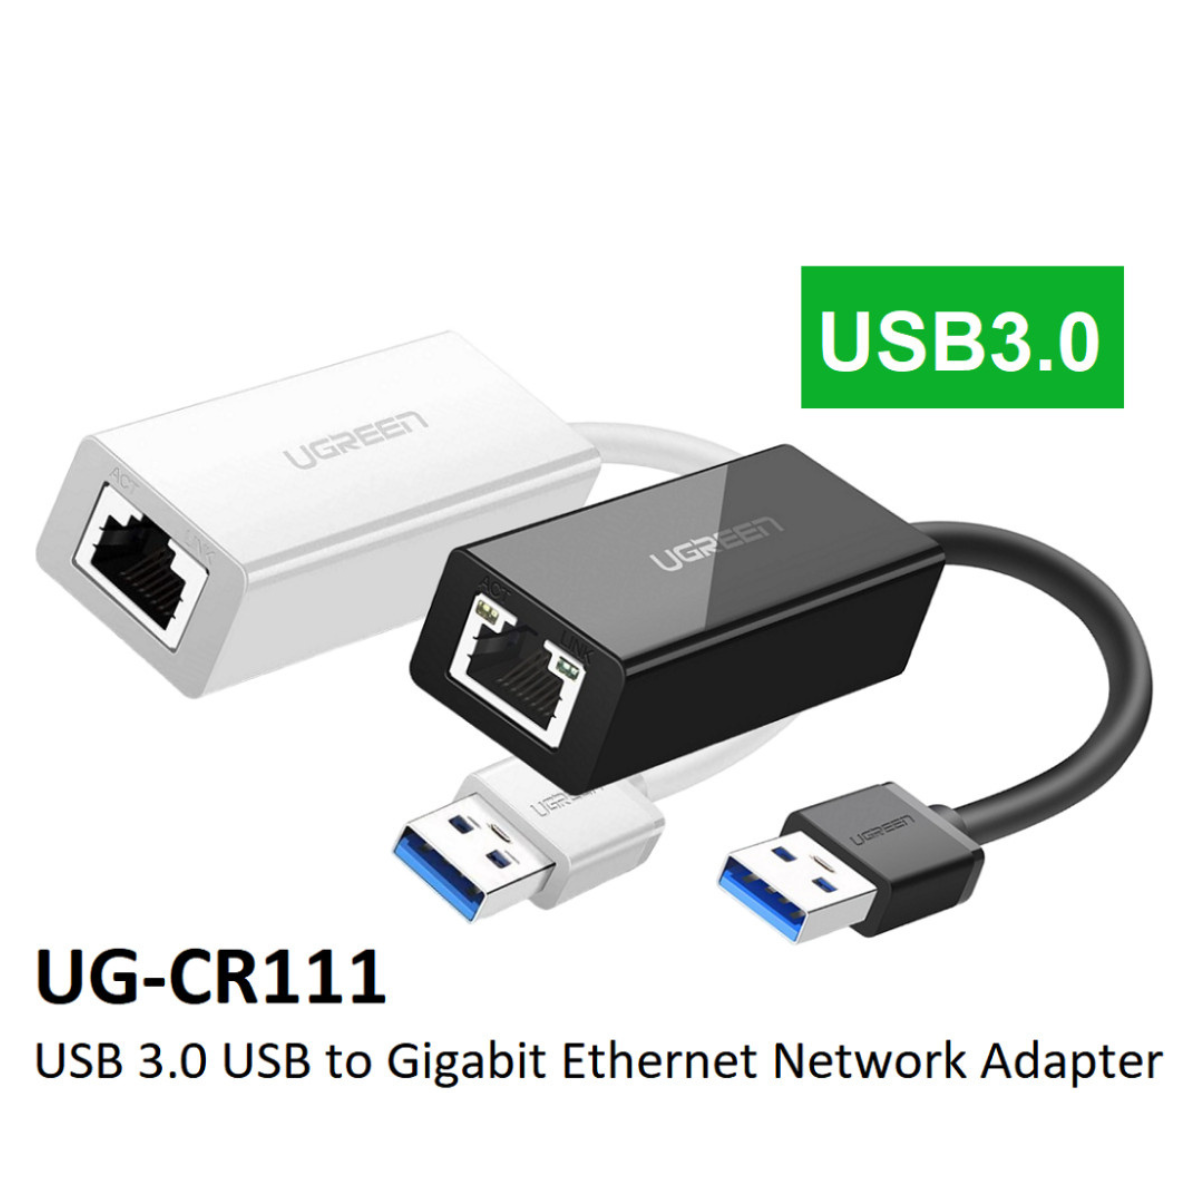 USB3.0
UGREEN
ACT
LINK
UGREEN
ACT
LINK
UGREEN
UGREEN
UG-CR111
USB 3.0 USB to Gigabit Ethernet Network Adapter